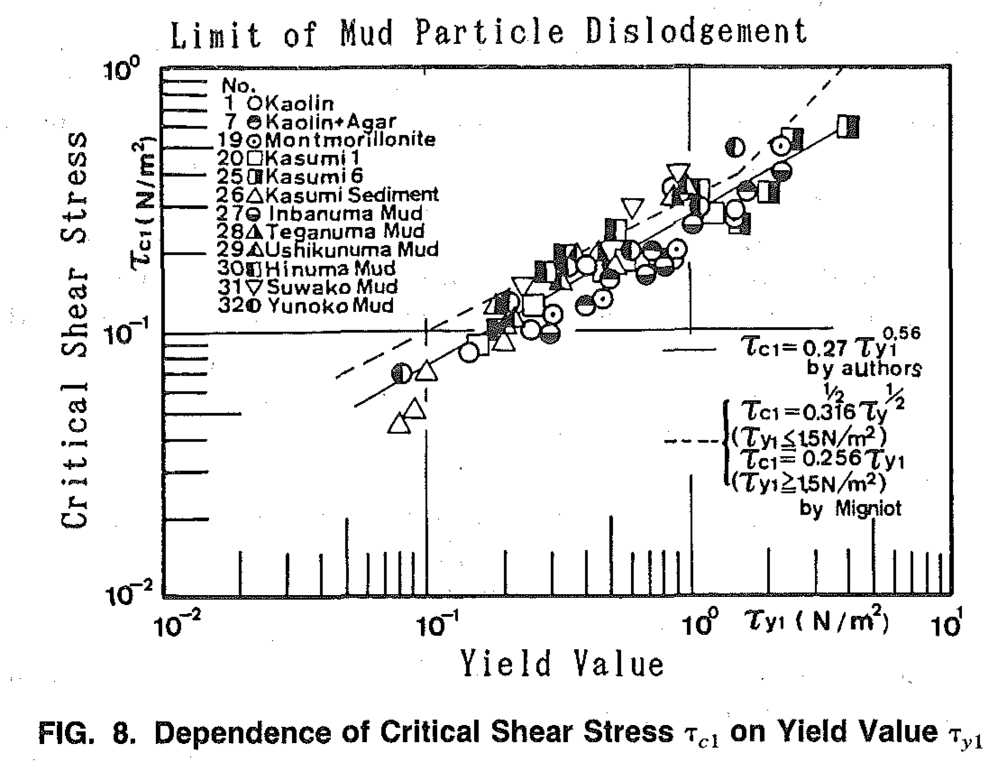 Limit of Mud Particle Dislodgement
10⁰
No.
1 ○ Kaolin
7 Kaolin+Agar
19 ⊙ Montmorillonite
20 □ Kasumi 1
25 Kasumi 6
26 △ Kasumi Sediment
27 Inbanuma Mud
28 Teganuma Mud
29 Ushikunuma Mud
30 Hinuma Mud
31 ▽ Suwako Mud
32 Yunoko Mud
Critical Shear Stress
τc1 (N/m²)
10⁻¹
τc1 = 0.27 τy1^0.56
by authors
1/2
τc1 = 0.316 τy^1/2
(τy1 ≦ 1.5N/m²)
τc1 = 0.256 τy1
(τy1 ≧ 1.5N/m²)
by Migniot
10⁻²
10⁻² 10⁻¹ 10⁰ τy1 (N/m²) 10¹
Yield Value
FIG. 8. Dependence of Critical Shear Stress τc1 on Yield Value τy1